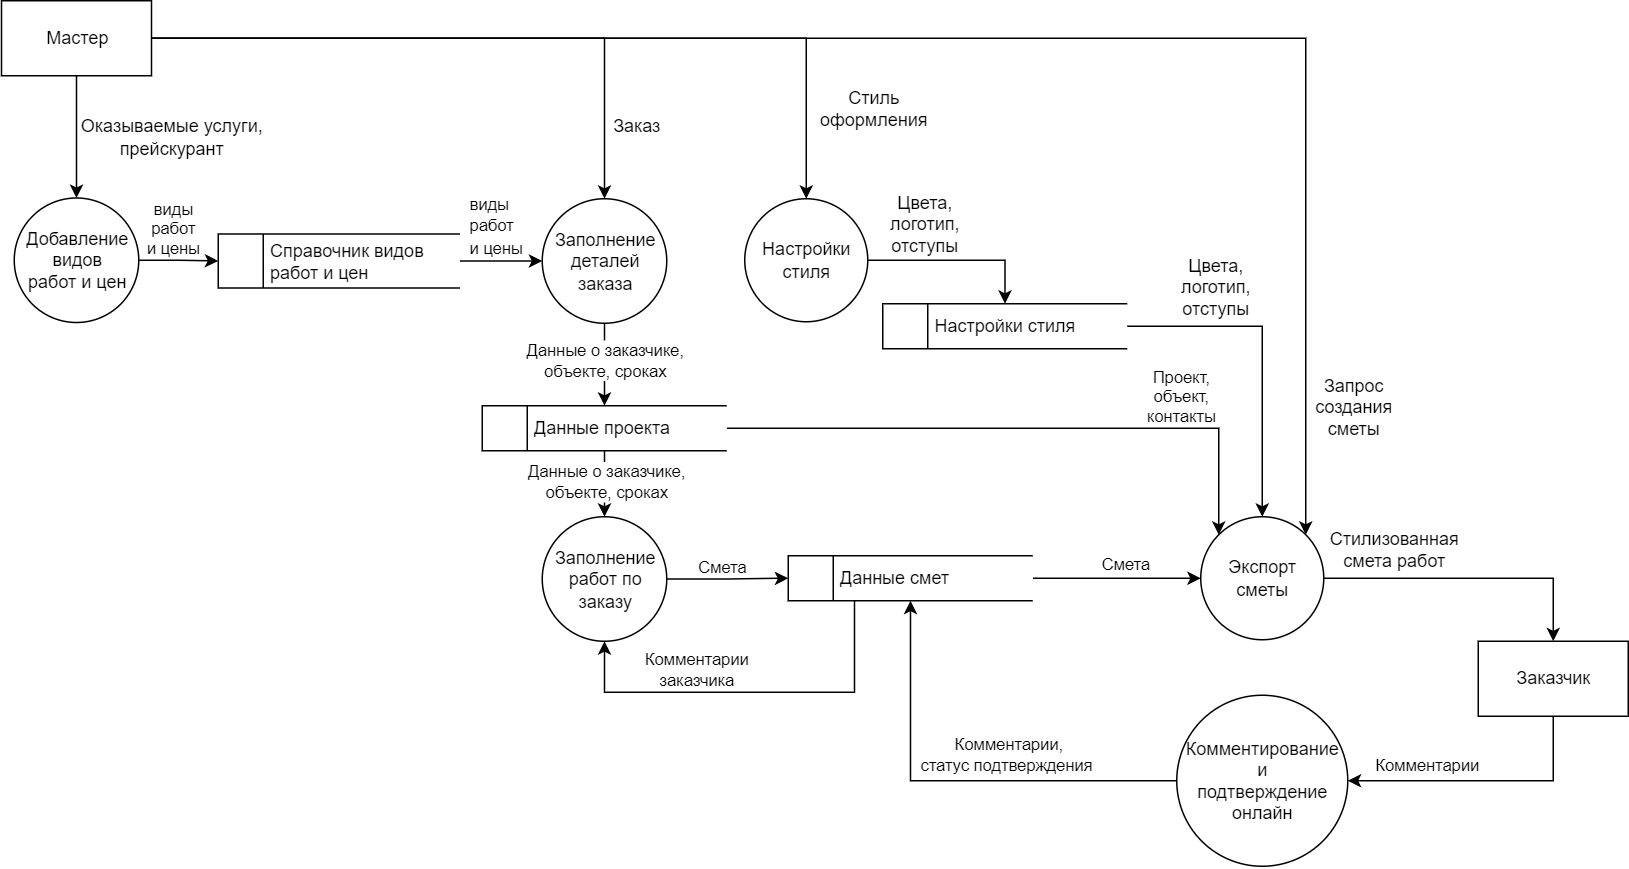 Мастер
Оказываемые услуги,
прейскурант
Заказ
Стиль
оформления
Добавление
видов
работ и цен
виды
работ
и цены
Справочник видов
работ и цен
виды
работ
и цены
Заполнение
деталей
заказа
Настройки
стиля
Цвета,
логотип,
отступы
Настройки стиля
Цвета,
логотип,
отступы
Данные о заказчике,
объекте, сроках
Данные проекта
Проект,
объект,
контакты
Запрос
создания
сметы
Данные о заказчике,
объекте, сроках
Заполнение
работ по
заказу
Смета
Данные смет
Смета
Экспорт
сметы
Стилизованная
смета работ
Комментарии
заказчика
Заказчик
Комментарии,
статус подтверждения
Комментирование
и
подтверждение
онлайн
Комментарии